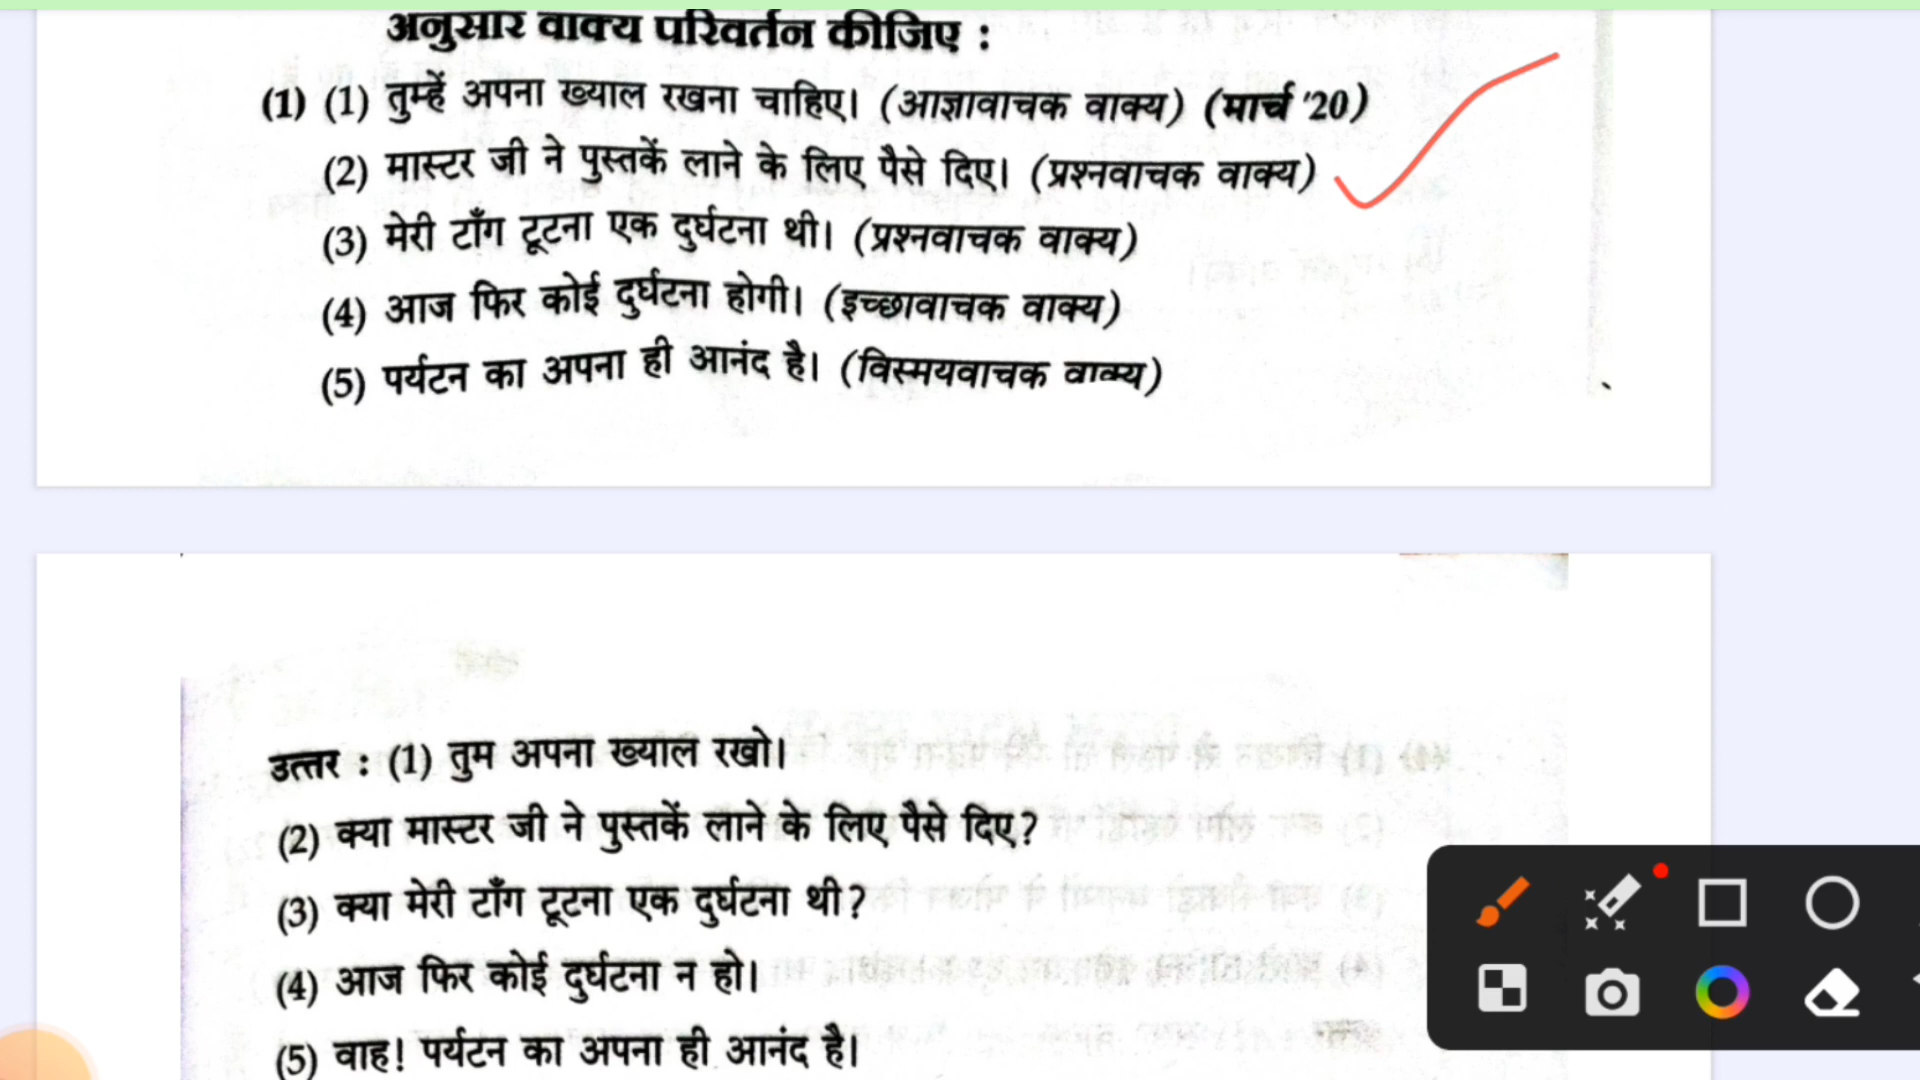 अनुसार वाक्य परिवर्तन कीजिए :
(1) (1) तुम्हें अपना ख्याल रखना चाहिए। (आज्ञावाचक वाक्य) (मार्च '20)
(2) मास्टर जी ने पुस्तकें लाने के लिए पैसे दिए। (प्रश्नवाचक वाक्य)
(3) मेरी टाँग टूटना एक दुर्घटना थी। (प्रश्नवाचक वाक्य)
(4) आज फिर कोई दुर्घटना होगी। (इच्छावाचक वाक्य)
(5) पर्यटन का अपना ही आनंद है। (विस्मयवाचक वाक्य)
उत्तर : (1) तुम अपना ख्याल रखो।
(2) क्या मास्टर जी ने पुस्तकें लाने के लिए पैसे दिए?
(3) क्या मेरी टाँग टूटना एक दुर्घटना थी?
(4) आज फिर कोई दुर्घटना न हो।
(5) वाह! पर्यटन का अपना ही आनंद है।